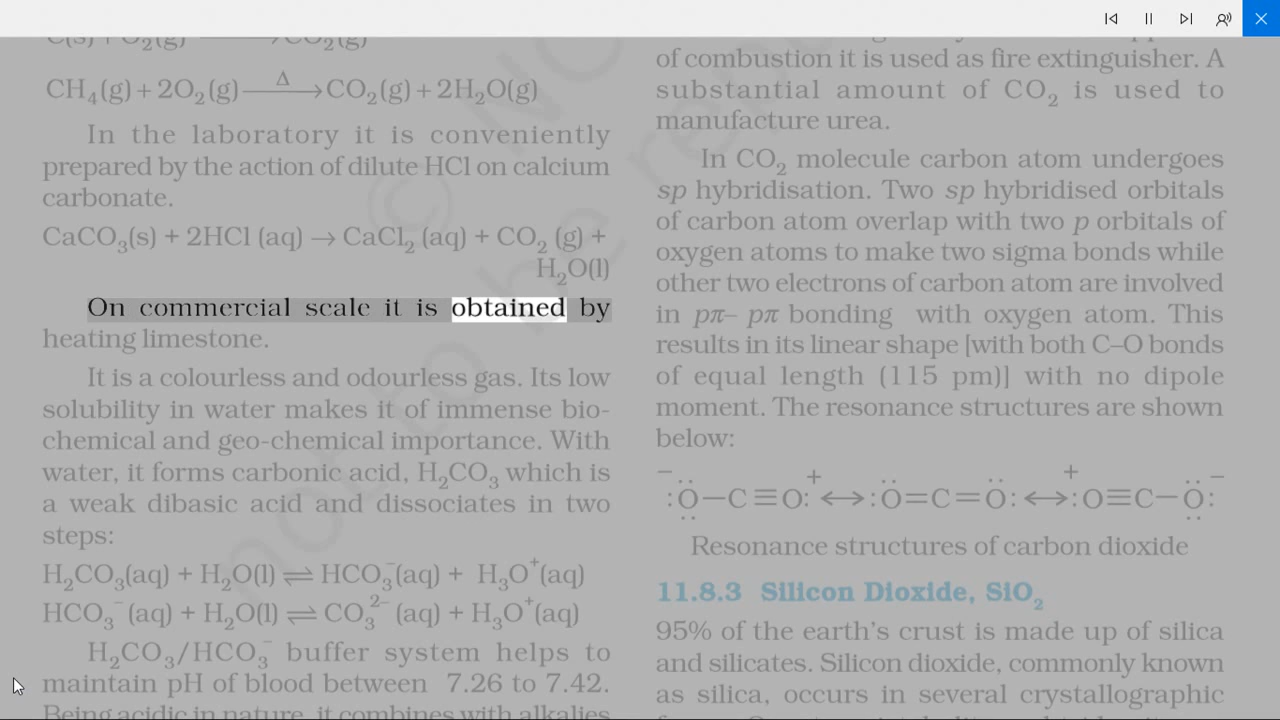 C(s) + O₂(g) ⟶ CO₂(g)
CH₄(g) + 2O₂(g) —Δ→ CO₂(g) + 2H₂O(g)
In the laboratory it is conveniently
prepared by the action of dilute HCl on calcium
carbonate.
CaCO₃(s) + 2HCl (aq) → CaCl₂ (aq) + CO₂ (g) +
H₂O(l)
On commercial scale it is obtained by
heating limestone.
It is a colourless and odourless gas. Its low
solubility in water makes it of immense bio-
chemical and geo-chemical importance. With
water, it forms carbonic acid, H₂CO₃ which is
a weak dibasic acid and dissociates in two
steps:
H₂CO₃(aq) + H₂O(l) ⇌ HCO₃⁻(aq) + H₃O⁺(aq)
HCO₃⁻ (aq) + H₂O(l) ⇌ CO₃²⁻ (aq) + H₃O⁺(aq)
H₂CO₃/HCO₃⁻ buffer system helps to
maintain pH of blood between 7.26 to 7.42.
Being acidic in nature, it combines with alkalies
of combustion it is used as fire extinguisher. A
substantial amount of CO₂ is used to
manufacture urea.
In CO₂ molecule carbon atom undergoes
sp hybridisation. Two sp hybridised orbitals
of carbon atom overlap with two p orbitals of
oxygen atoms to make two sigma bonds while
other two electrons of carbon atom are involved
in pπ– pπ bonding with oxygen atom. This
results in its linear shape [with both C–O bonds
of equal length (115 pm)] with no dipole
moment. The resonance structures are shown
below:
⁻:Ö̤—C≡O:⁺ ↔ :Ö=C=Ö: ↔ ⁺:O≡C—Ö̤:⁻
Resonance structures of carbon dioxide
11.8.3 Silicon Dioxide, SiO₂
95% of the earth's crust is made up of silica
and silicates. Silicon dioxide, commonly known
as silica, occurs in several crystallographic